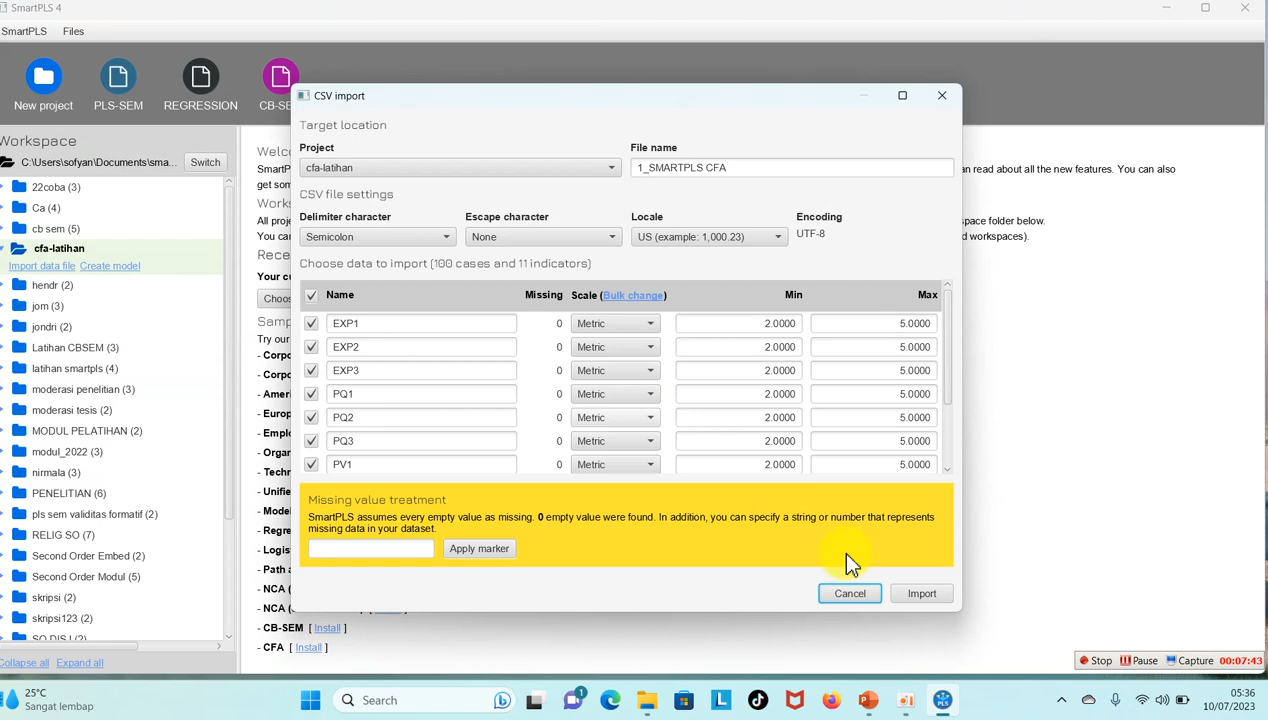 SmartPLS 4
SmartPLS Files
New project PLS-SEM REGRESSION CB-SE
Workspace
C:\Users\sofyan\Documents\sma... Switch
22coba (3)
Ca (4)
cb sem (5)
cfa-latihan
Import data file Create model
hendr (2)
jom (3)
jondri (2)
Latihan CBSEM (3)
latihan smartpls (4)
moderasi penelitian (3)
moderasi tesis (2)
MODUL PELATIHAN (2)
modul_2022 (3)
nirmala (3)
PENELITIAN (6)
pls sem validitas formatif (2)
RELIG SO (7)
Second Order Embed (2)
Second Order Modul (5)
skripsi (2)
skripsi123 (2)
Collapse all Expand all
Welc
SmartP
get som
an read about all the new features. You can also
Works
All proje
pace folder below.
You can
d workspaces).
Rece
Your cu
Choos
Samp
Try our
- Corpo
- Corpo
- Ameri
- Europ
- Emplo
- Organ
- Techn
- Unifie
- Model
- Regre
- Logis
- Path a
- NCA (
- NCA (
- CB-SEM [ Install ]
- CFA [ Install ]
CSV import
Target location
Project File name
cfa-latihan 1_SMARTPLS CFA
CSV file settings
Delimiter character Escape character Locale Encoding
Semicolon None US (example: 1,000.23) UTF-8
Choose data to import (100 cases and 11 indicators)
Name Missing Scale (Bulk change) Min Max
EXP1 0 Metric 2.0000 5.0000
EXP2 0 Metric 2.0000 5.0000
EXP3 0 Metric 2.0000 5.0000
PQ1 0 Metric 2.0000 5.0000
PQ2 0 Metric 2.0000 5.0000
PQ3 0 Metric 2.0000 5.0000
PV1 0 Metric 2.0000 5.0000
Missing value treatment
SmartPLS assumes every empty value as missing. 0 empty value were found. In addition, you can specify a string or number that represents
missing data in your dataset.
Apply marker
Cancel Import
Stop Pause Capture 00:07:43
25°C
Sangat lembap
Search
1
05:36
10/07/2023